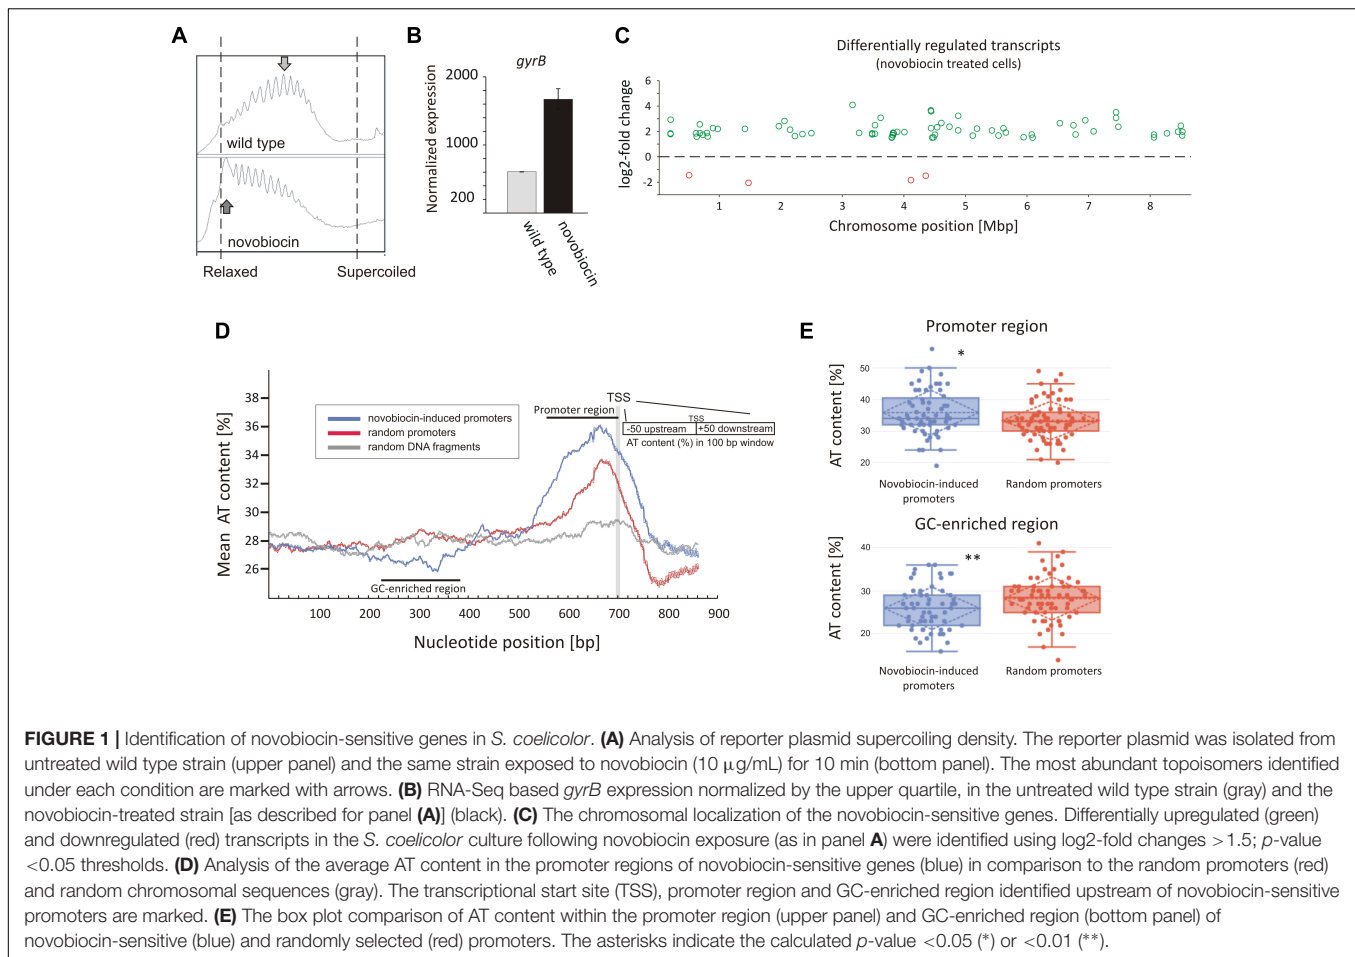 A
wild type
novobiocin
Relaxed
Supercoiled
B
gyrB
Normalized expression
2000
1000
200
wild type
novobiocin
C
Differentially regulated transcripts
(novobiocin treated cells)
log2-fold change
6
4
2
0
-2
1 2 3 4 5 6 7 8
Chromosome position [Mbp]
D
Mean AT content [%]
38
36
34
32
30
28
26
novobiocin-induced promoters
random promoters
random DNA fragments
TSS
Promoter region
TSS
-50 upstream +50 downstream
AT content (%) in 100 bp window
GC-enriched region
100 200 300 400 500 600 700 800 900
Nucleotide position [bp]
E
Promoter region
AT content [%]
50
40
30
20
*
Novobiocin-induced
promoters
Random promoters
GC-enriched region
AT content [%]
40
30
20
**
Novobiocin-induced
promoters
Random promoters
FIGURE 1 | Identification of novobiocin-sensitive genes in S. coelicolor. (A) Analysis of reporter plasmid supercoiling density. The reporter plasmid was isolated from
untreated wild type strain (upper panel) and the same strain exposed to novobiocin (10 μg/mL) for 10 min (bottom panel). The most abundant topoisomers identified
under each condition are marked with arrows. (B) RNA-Seq based gyrB expression normalized by the upper quartile, in the untreated wild type strain (gray) and the
novobiocin-treated strain [as described for panel (A)] (black). (C) The chromosomal localization of the novobiocin-sensitive genes. Differentially upregulated (green)
and downregulated (red) transcripts in the S. coelicolor culture following novobiocin exposure (as in panel A) were identified using log2-fold changes >1.5; p-value
<0.05 thresholds. (D) Analysis of the average AT content in the promoter regions of novobiocin-sensitive genes (blue) in comparison to the random promoters (red)
and random chromosomal sequences (gray). The transcriptional start site (TSS), promoter region and GC-enriched region identified upstream of novobiocin-sensitive
promoters are marked. (E) The box plot comparison of AT content within the promoter region (upper panel) and GC-enriched region (bottom panel) of
novobiocin-sensitive (blue) and randomly selected (red) promoters. The asterisks indicate the calculated p-value <0.05 (*) or <0.01 (**).